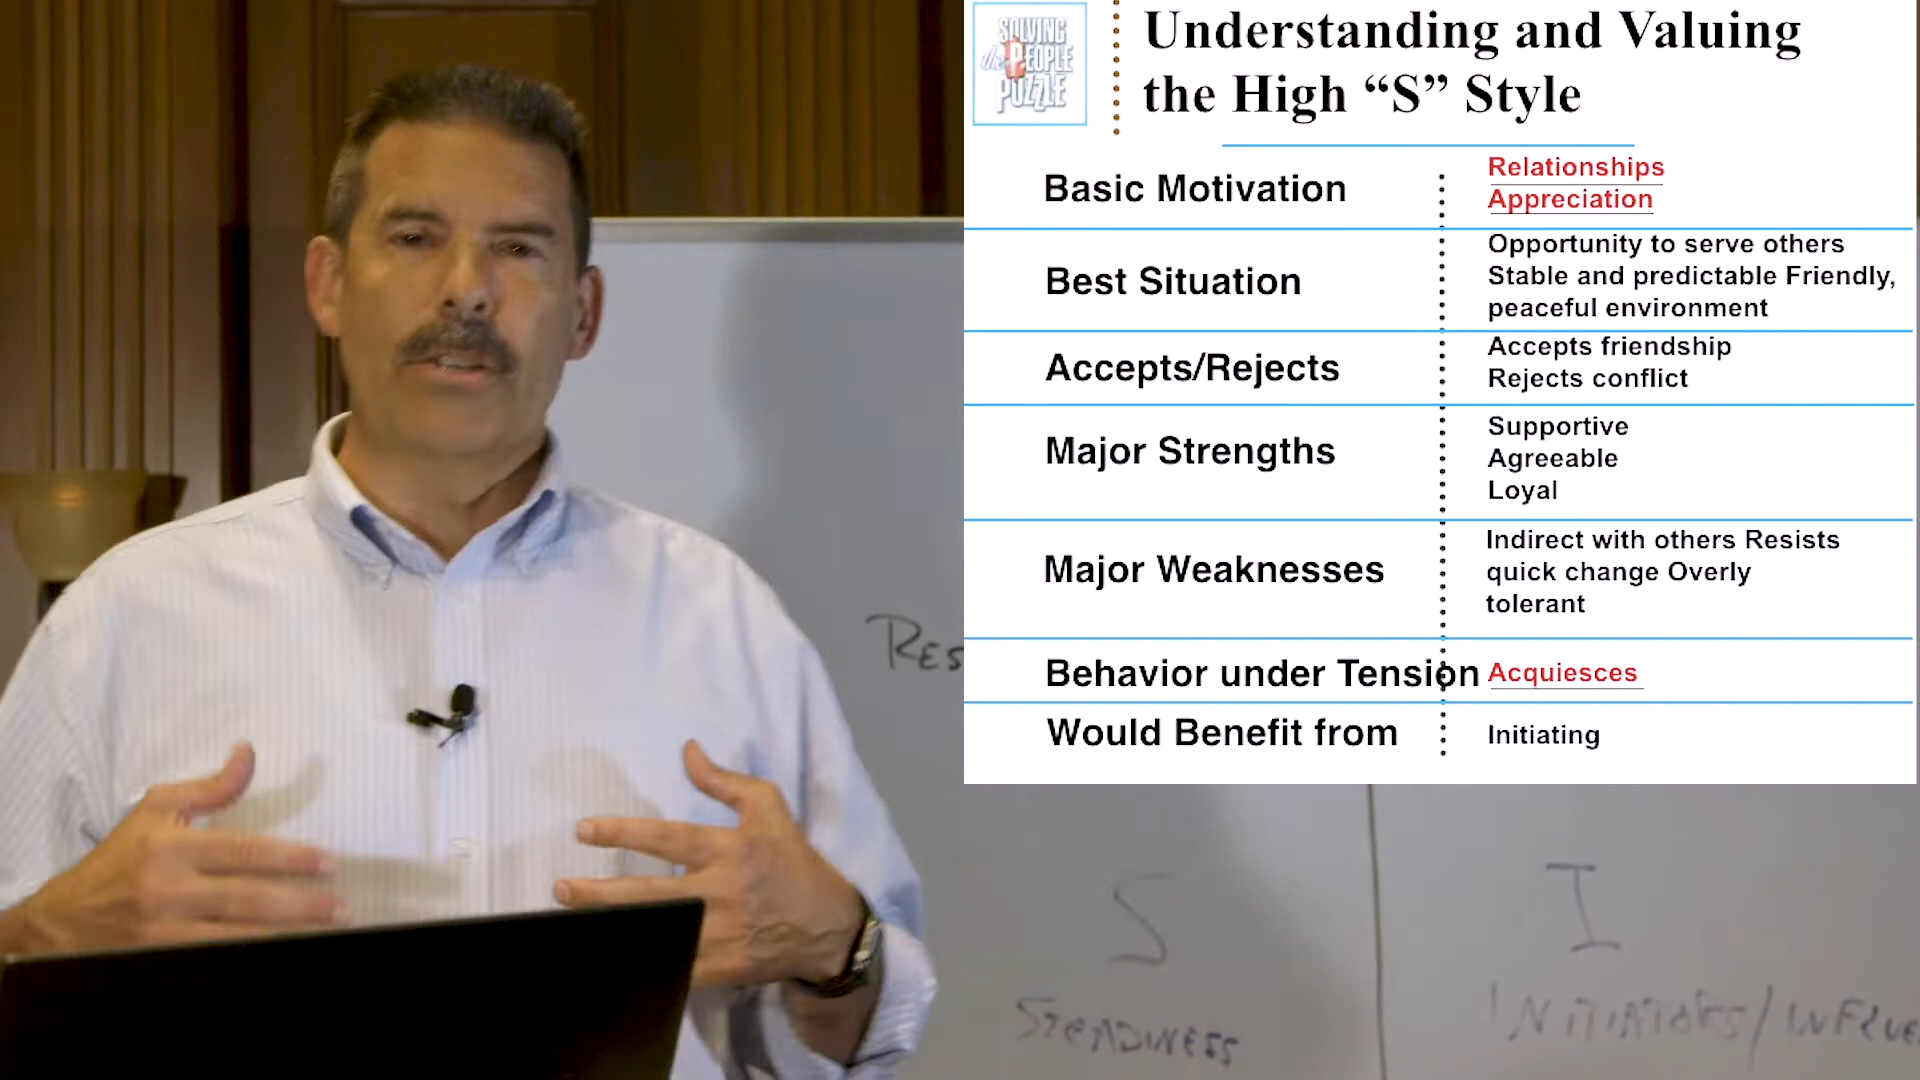 SOLVING
the PEOPLE
PUZZLE
Understanding and Valuing
the High “S” Style
Basic Motivation
Relationships
Appreciation
Best Situation
Opportunity to serve others
Stable and predictable Friendly,
peaceful environment
Accepts/Rejects
Accepts friendship
Rejects conflict
Major Strengths
Supportive
Agreeable
Loyal
Major Weaknesses
Indirect with others Resists
quick change Overly
tolerant
Behavior under Tension
Acquiesces
Would Benefit from
Initiating
RES
S
STEADINESS
I
INITIATORS/INFLUE